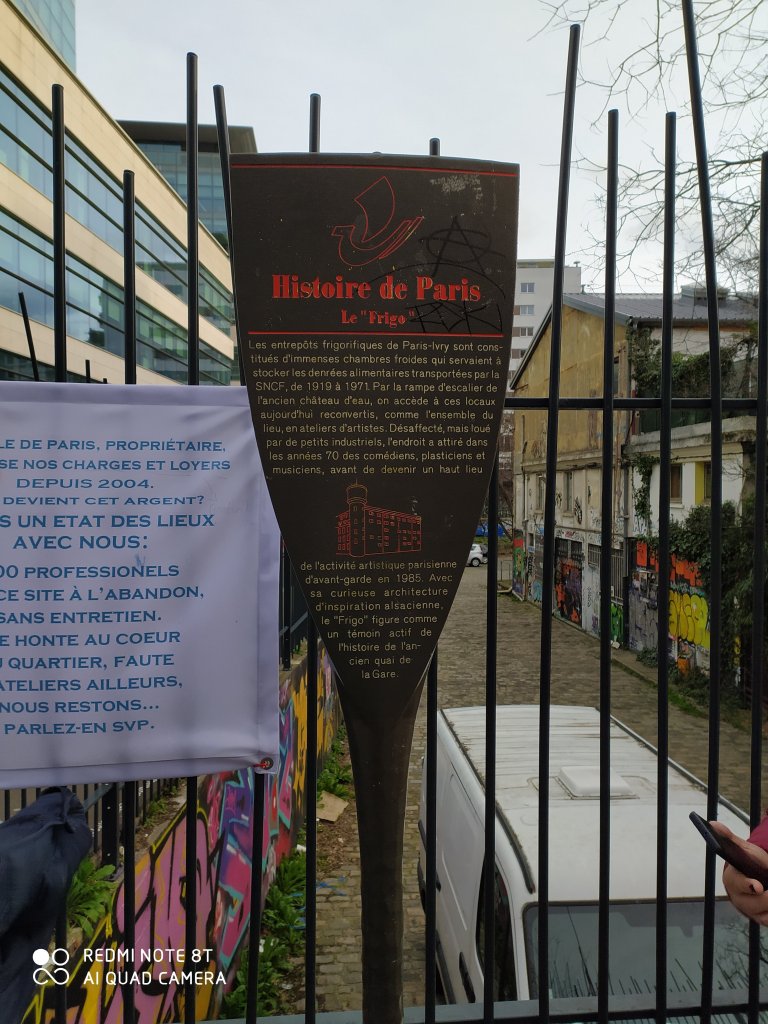 Histoire de Paris
Le "Frigo"
Les entrepôts frigorifiques de Paris-Ivry sont cons-
titués d'immenses chambres froides qui servaient à
stocker les denrées alimentaires transportées par la
SNCF, de 1919 à 1971. Par la rampe d'escalier de
l'ancien château d'eau, on accède à ces locaux
aujourd'hui reconvertis, comme l'ensemble du
lieu, en ateliers d'artistes. Désaffecté, mais loué
par de petits industriels, l'endroit a attiré dans
les années 70 des comédiens, plasticiens et
musiciens, avant de devenir un haut lieu
de l'activité artistique parisienne
d'avant-garde en 1985. Avec
sa curieuse architecture
d'inspiration alsacienne,
le "Frigo" figure comme
un témoin actif de
l'histoire de l'an-
cien quai de
la Gare.
LE DE PARIS, PROPRIÉTAIRE,
SE NOS CHARGES ET LOYERS
DEPUIS 2004.
DEVIENT CET ARGENT?
S UN ETAT DES LIEUX
AVEC NOUS:
00 PROFESSIONELS
CE SITE À L'ABANDON,
SANS ENTRETIEN.
E HONTE AU COEUR
U QUARTIER, FAUTE
ATELIERS AILLEURS,
NOUS RESTONS...
PARLEZ-EN SVP.
REDMI NOTE 8T
AI QUAD CAMERA